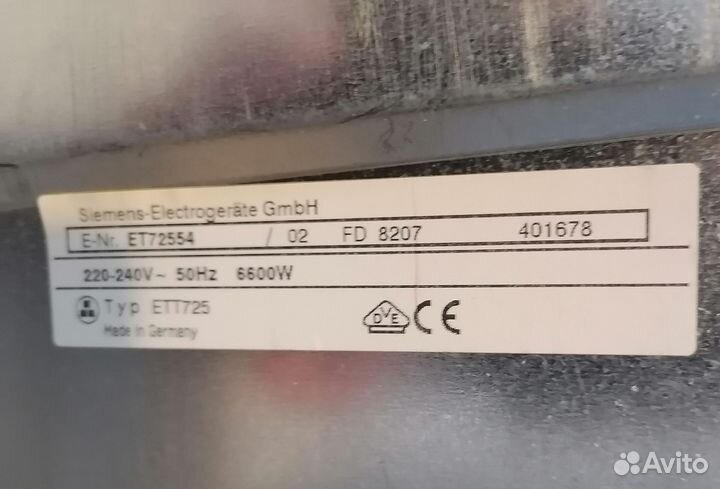 Siemens-Electrogeräte GmbH
E-Nr. ET72554 / 02 FD 8207 401678
220-240V~ 50Hz 6600W
Typ ETT725
DVE CE
Made in Germany
Avito